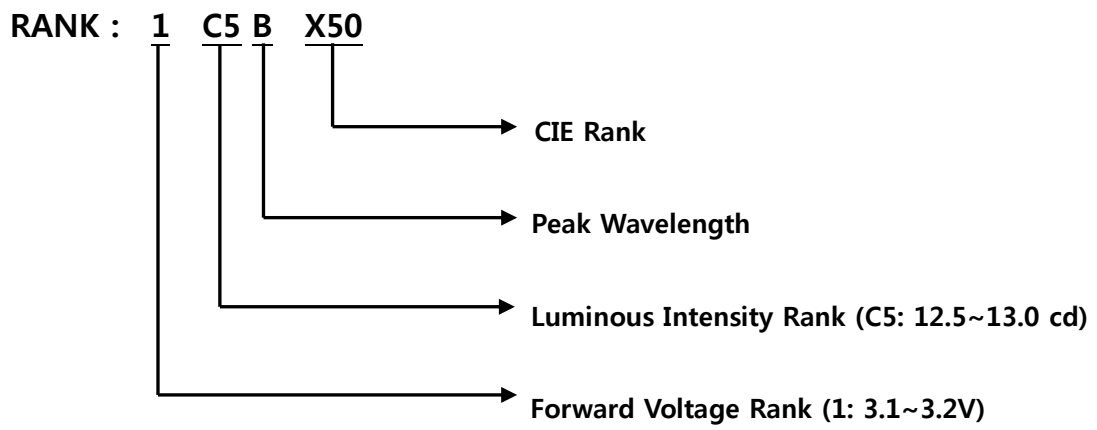 RANK : 1 C5 B X50
CIE Rank
Peak Wavelength
Luminous Intensity Rank (C5: 12.5~13.0 cd)
Forward Voltage Rank (1: 3.1~3.2V)